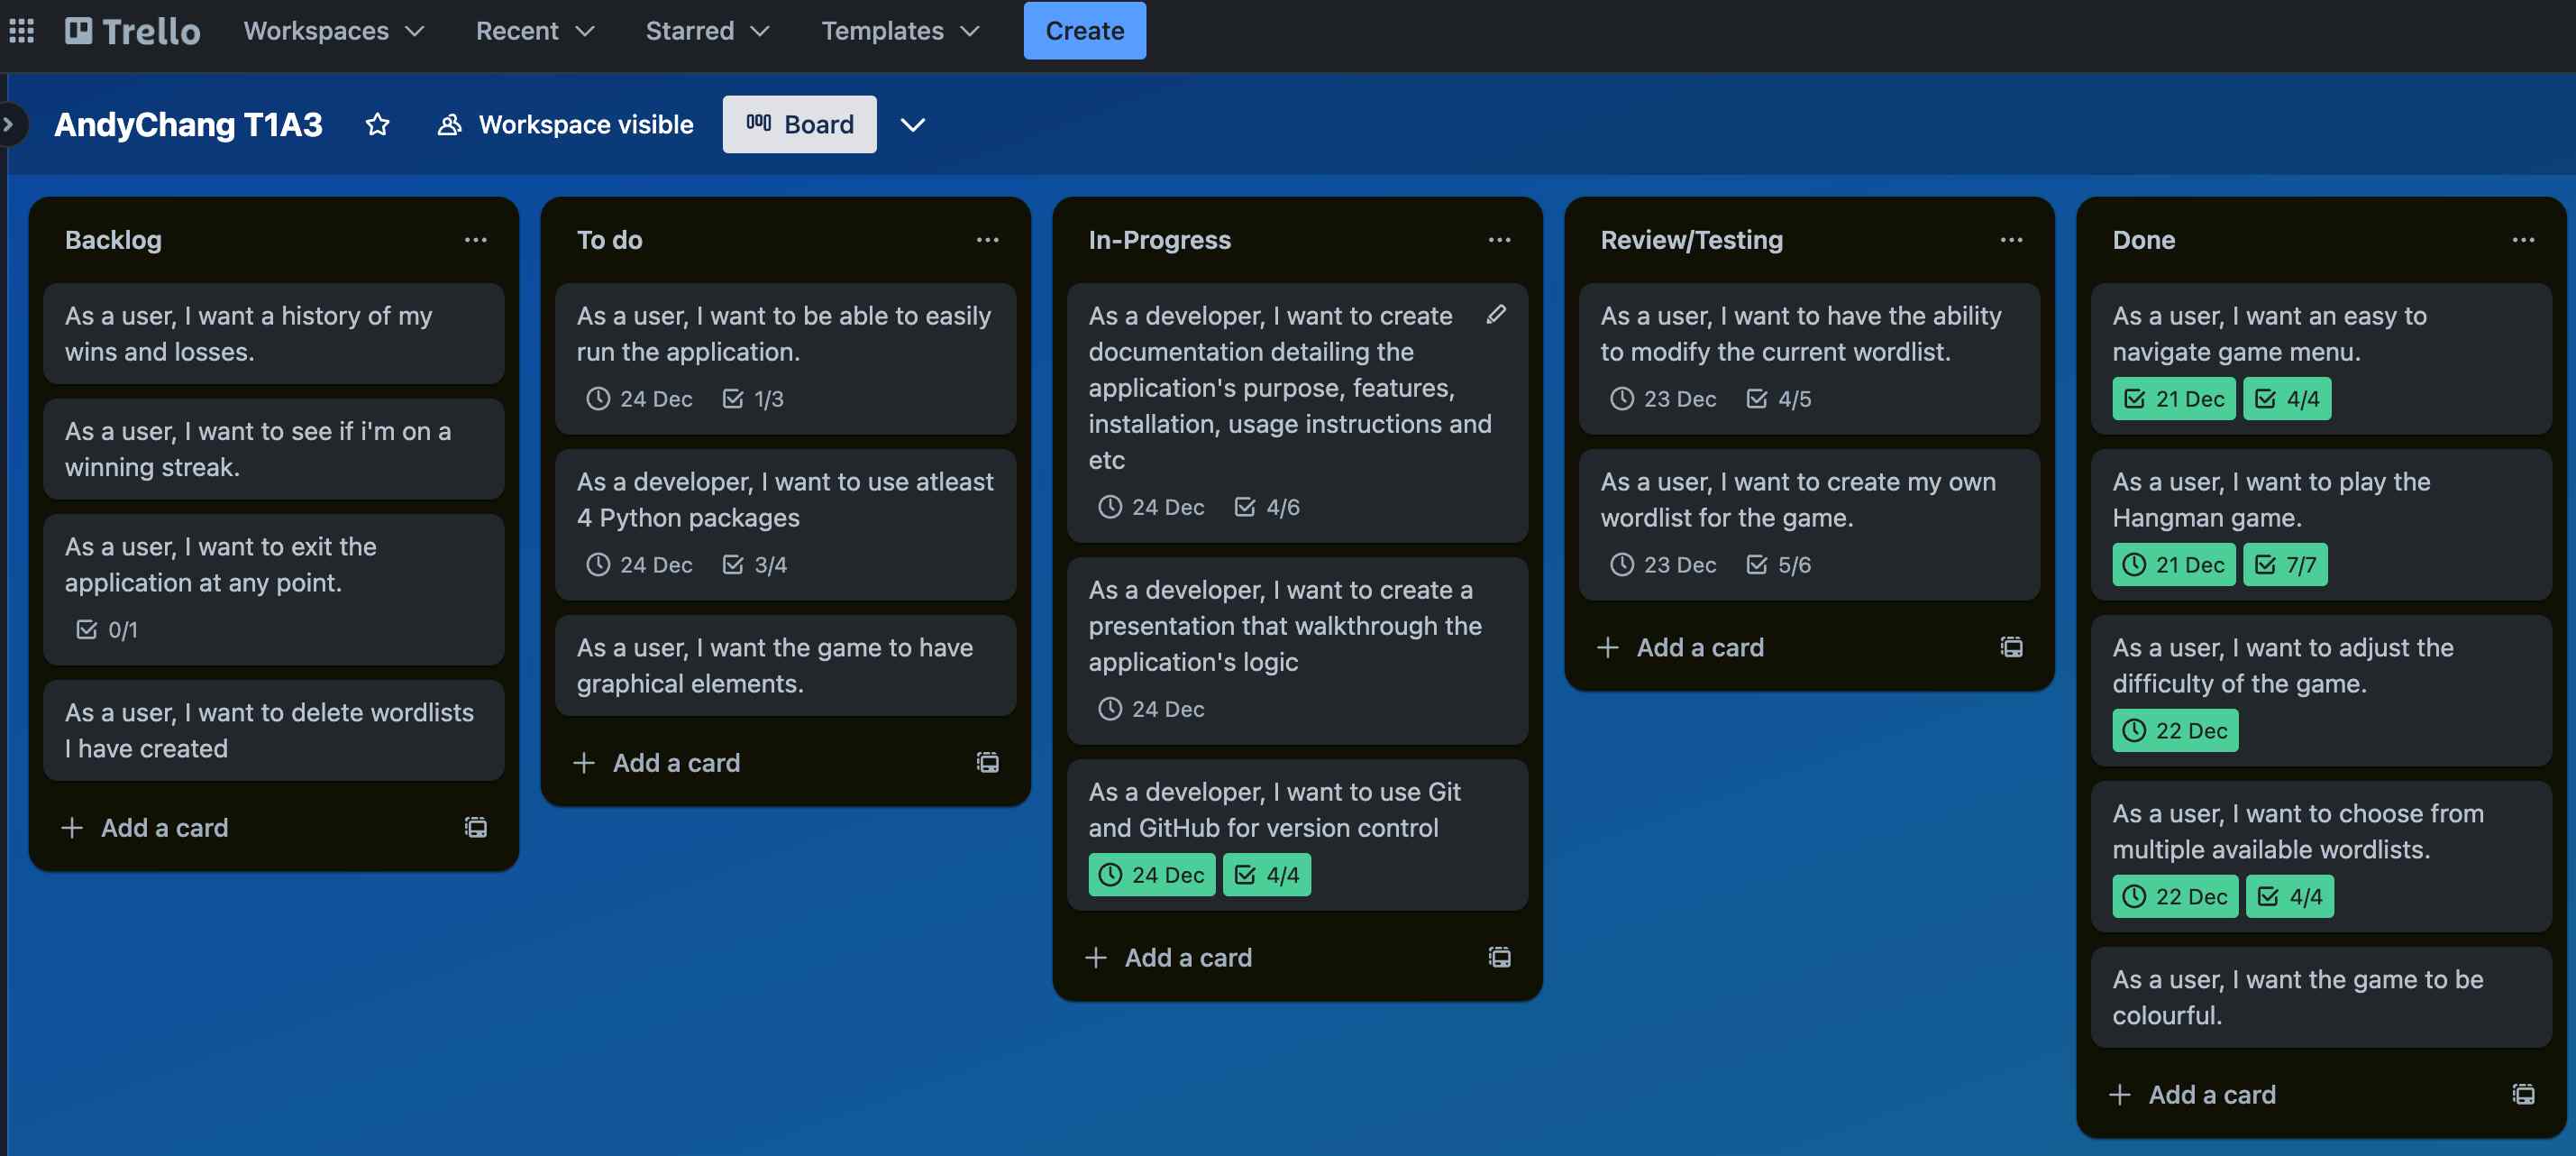 Trello
Workspaces
Recent
Starred
Templates
Create
AndyChang T1A3
Workspace visible
Board
Backlog
As a user, I want a history of my
wins and losses.
As a user, I want to see if i'm on a
winning streak.
As a user, I want to exit the
application at any point.
0/1
As a user, I want to delete wordlists
I have created
Add a card
To do
As a user, I want to be able to easily
run the application.
24 Dec 1/3
As a developer, I want to use atleast
4 Python packages
24 Dec 3/4
As a user, I want the game to have
graphical elements.
Add a card
In-Progress
As a developer, I want to create
documentation detailing the
application's purpose, features,
installation, usage instructions and
etc
24 Dec 4/6
As a developer, I want to create a
presentation that walkthrough the
application's logic
24 Dec
As a developer, I want to use Git
and GitHub for version control
24 Dec 4/4
Add a card
Review/Testing
As a user, I want to have the ability
to modify the current wordlist.
23 Dec 4/5
As a user, I want to create my own
wordlist for the game.
23 Dec 5/6
Add a card
Done
As a user, I want an easy to
navigate game menu.
21 Dec 4/4
As a user, I want to play the
Hangman game.
21 Dec 7/7
As a user, I want to adjust the
difficulty of the game.
22 Dec
As a user, I want to choose from
multiple available wordlists.
22 Dec 4/4
As a user, I want the game to be
colourful.
Add a card